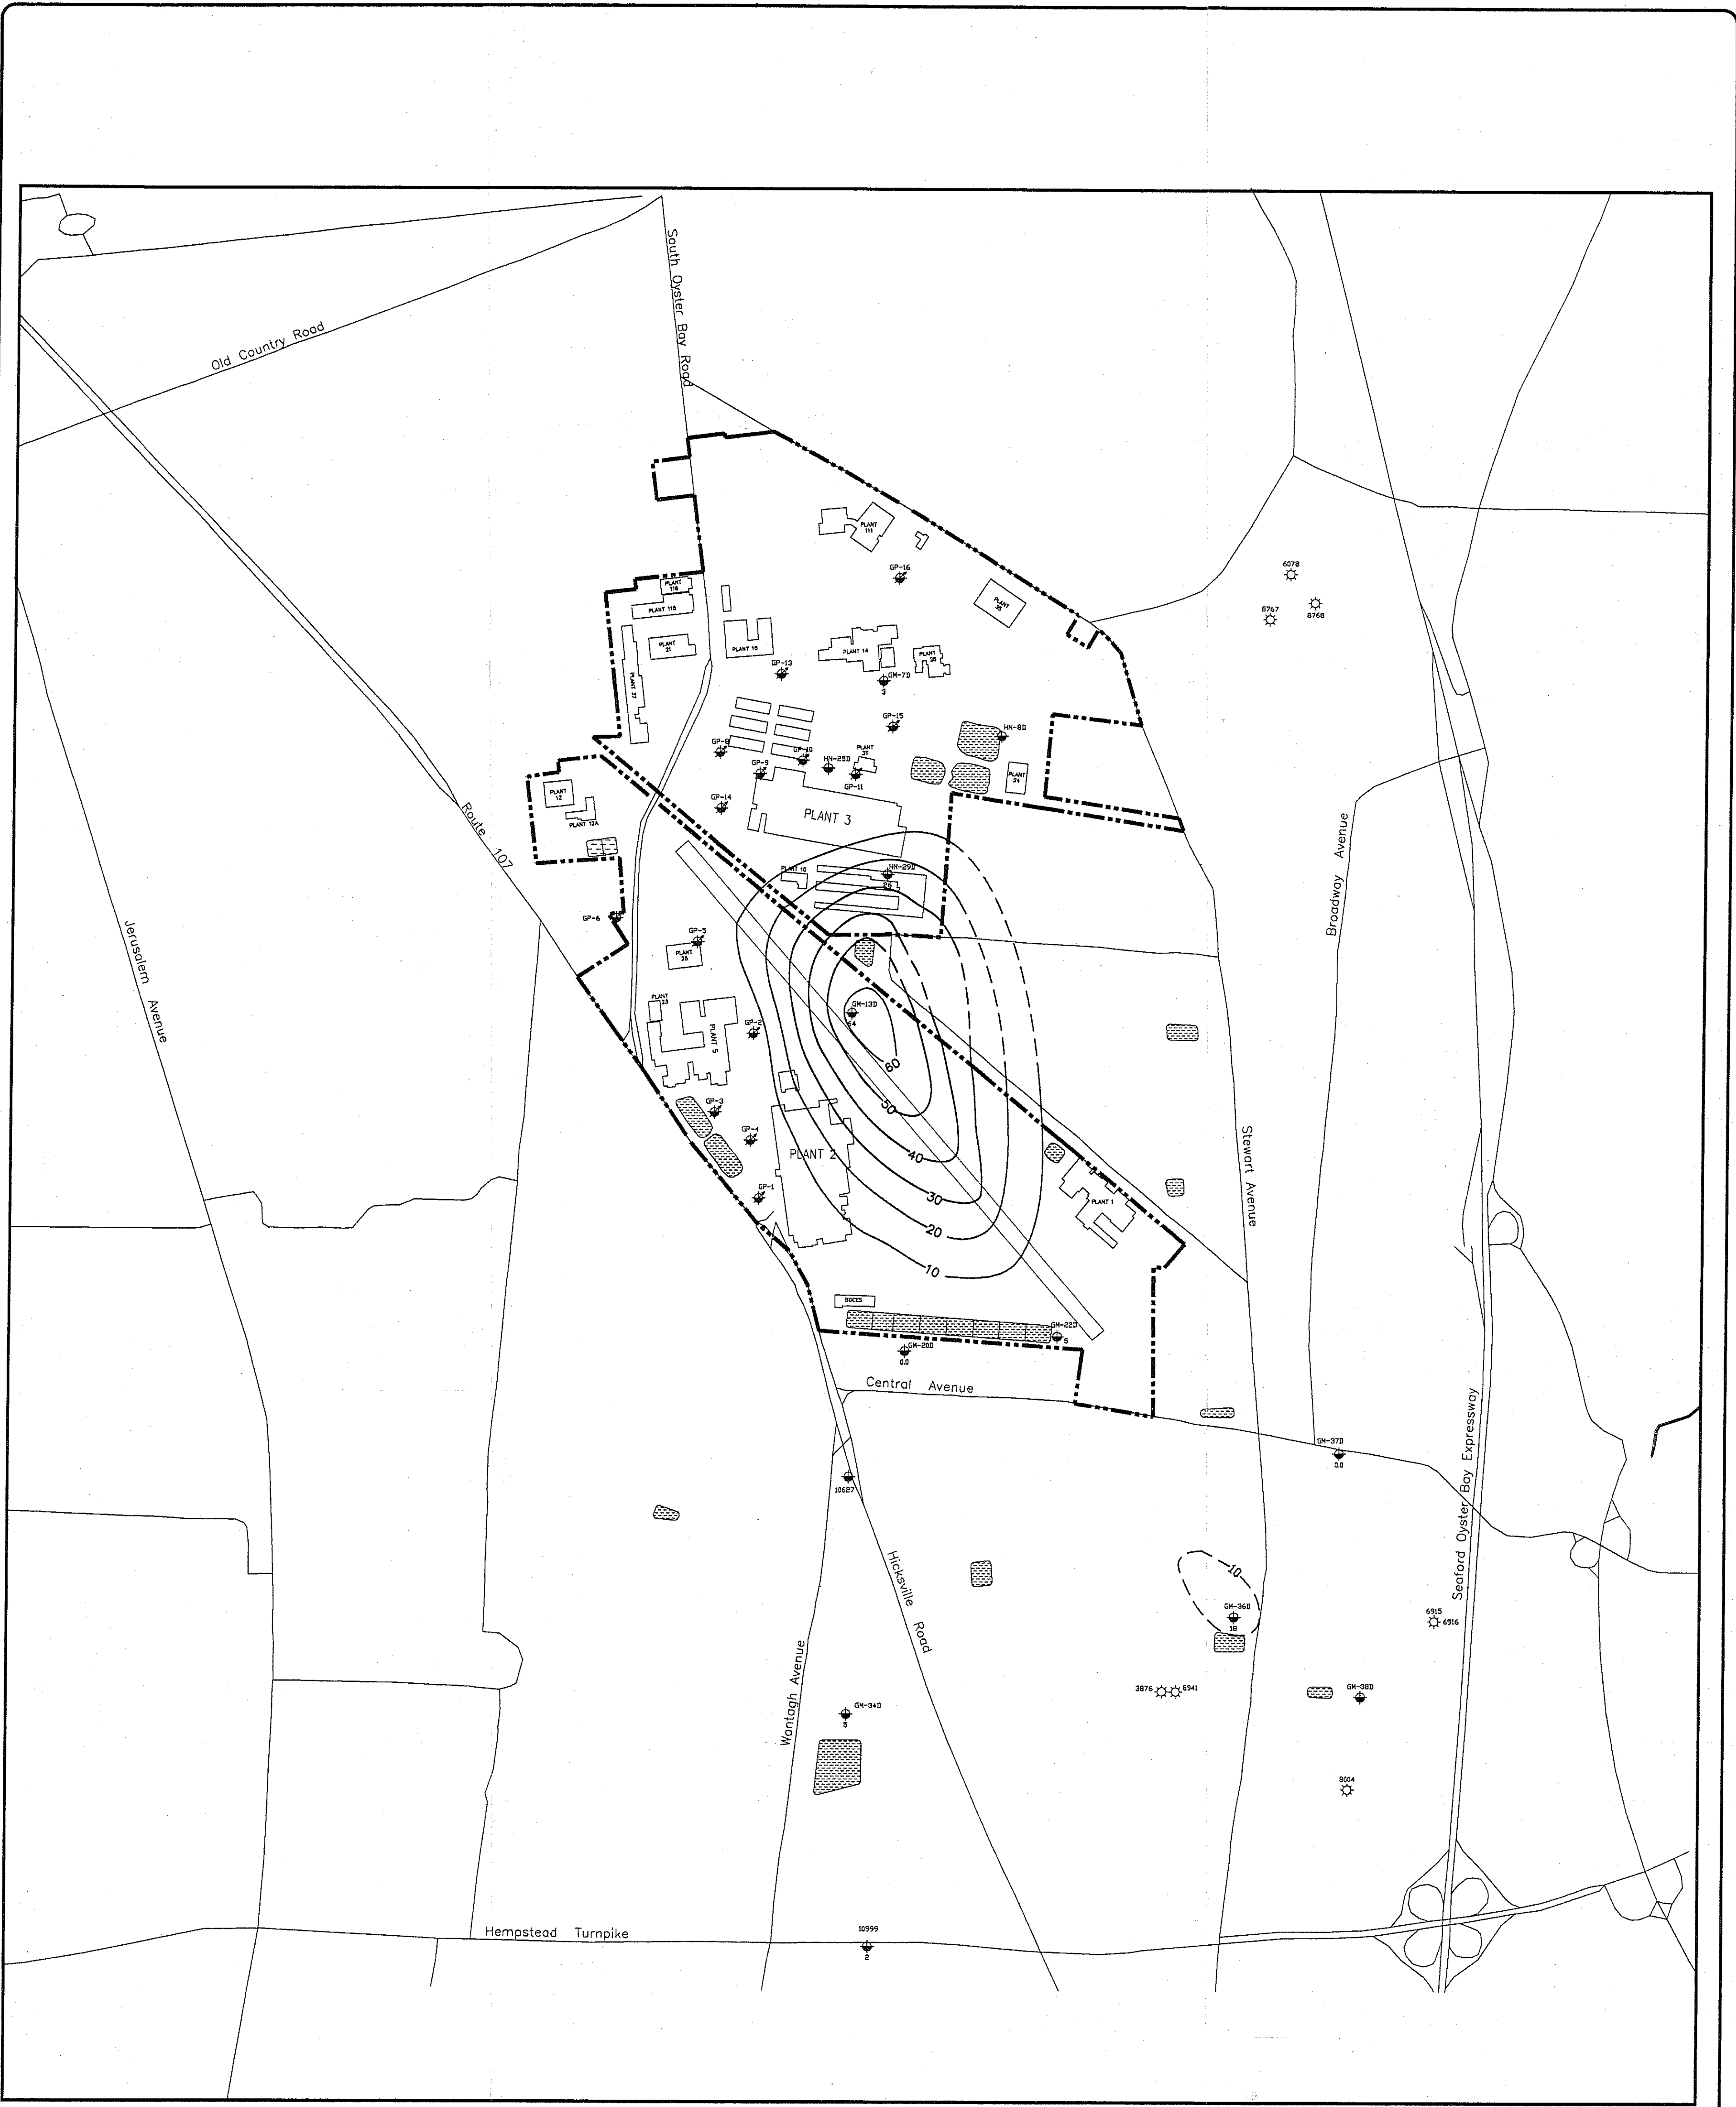 South Oyster Bay Road
Old Country Road
PLANT
111
GP-16
PLANT
35
6078
8767
8768
PLANT 118
PLANT
21
PLANT 15
PLANT 14
PLANT
GP-13
GM-7D
3
PLANT 37
GP-15
HN-8D
GP-8
GP-10
PLANT
HN-25D
GP-9
GP-11
PLANT
24
PLANT
12
PLANT 12A
GP-14
PLANT 3
Route 107
Broadway Avenue
PLANT 10
HN-29D
26
GP-6
GP-5
PLANT
Jerusalem Avenue
PLANT
23
GM-13D
64
GP-2
PLANT 5
60
50
GP-3
GP-4
PLANT 2
40
Stewart Avenue
GP-1
30
PLANT 1
20
10
BOCES
GM-22D
5
GM-20D
0.0
Central Avenue
GM-37D
0.0
Seaford Oyster Bay Expressway
10627
Hicksville Road
10
GM-36D
18
6915
6916
Wantagh Avenue
3876
8941
GM-38D
GM-34D
5
8004
Hempstead Turnpike
10999
2